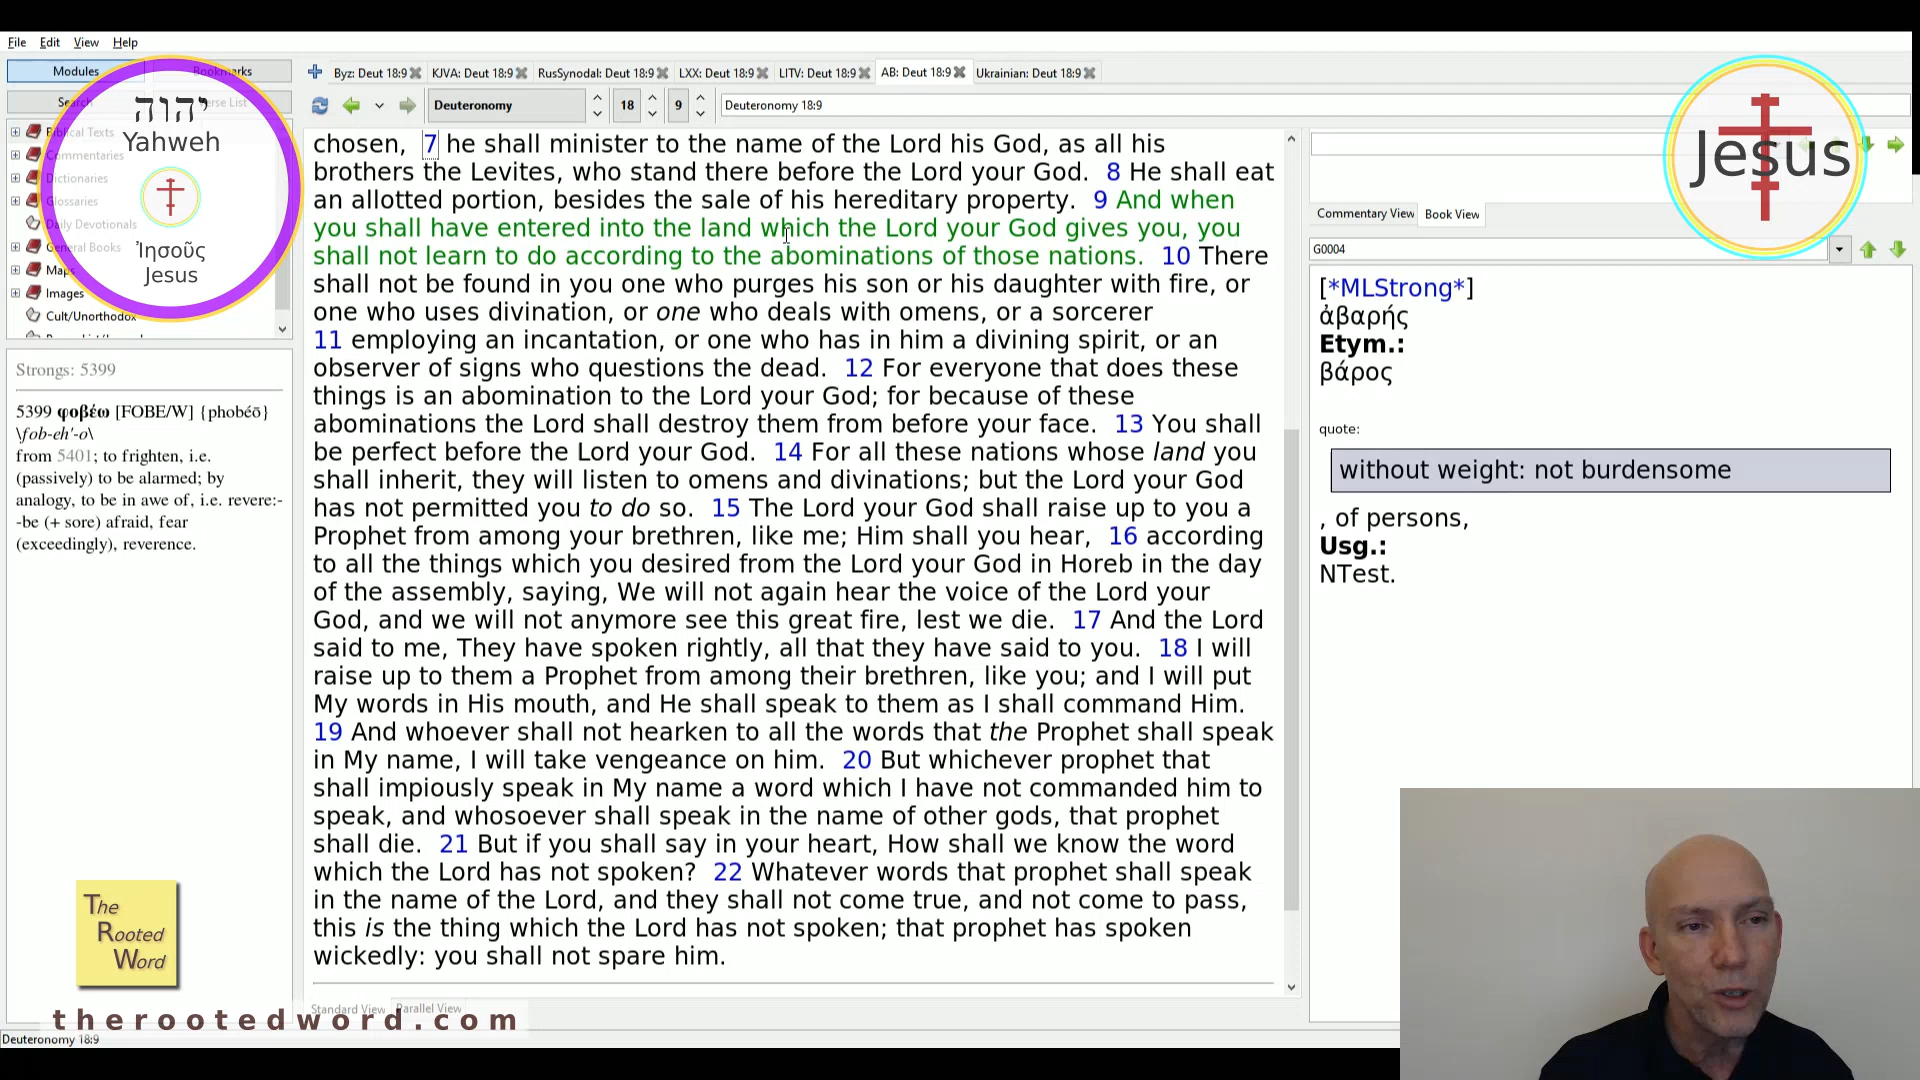 File Edit View Help
Modules
Bookmarks
Byz: Deut 18:9 KJVA: Deut 18:9 RusSynodal: Deut 18:9 LXX: Deut 18:9 LITV: Deut 18:9 AB: Deut 18:9 Ukrainian: Deut 18:9
Deuteronomy 18 9 Deuteronomy 18:9
Verse List
Biblical Texts
Commentaries
Dictionaries
Glossaries
Daily Devotionals
General Books
Maps
Images
Cult/Unorthodox
יהוה
Yahweh
Ἰησοῦς
Jesus
Strongs: 5399
5399 φοβέω [FOBE/W] {phobéō}
\fob-eh'-o\
from 5401; to frighten, i.e.
(passively) to be alarmed; by
analogy, to be in awe of, i.e. revere:-
-be (+ sore) afraid, fear
(exceedingly), reverence.
The
Rooted
Word
therootedword.com
Deuteronomy 18:9
chosen, 7 he shall minister to the name of the Lord his God, as all his
brothers the Levites, who stand there before the Lord your God. 8 He shall eat
an allotted portion, besides the sale of his hereditary property. 9 And when
you shall have entered into the land which the Lord your God gives you, you
shall not learn to do according to the abominations of those nations. 10 There
shall not be found in you one who purges his son or his daughter with fire, or
one who uses divination, or one who deals with omens, or a sorcerer
11 employing an incantation, or one who has in him a divining spirit, or an
observer of signs who questions the dead. 12 For everyone that does these
things is an abomination to the Lord your God; for because of these
abominations the Lord shall destroy them from before your face. 13 You shall
be perfect before the Lord your God. 14 For all these nations whose land you
shall inherit, they will listen to omens and divinations; but the Lord your God
has not permitted you to do so. 15 The Lord your God shall raise up to you a
Prophet from among your brethren, like me; Him shall you hear, 16 according
to all the things which you desired from the Lord your God in Horeb in the day
of the assembly, saying, We will not again hear the voice of the Lord your
God, and we will not anymore see this great fire, lest we die. 17 And the Lord
said to me, They have spoken rightly, all that they have said to you. 18 I will
raise up to them a Prophet from among their brethren, like you; and I will put
My words in His mouth, and He shall speak to them as I shall command Him.
19 And whoever shall not hearken to all the words that the Prophet shall speak
in My name, I will take vengeance on him. 20 But whichever prophet that
shall impiously speak in My name a word which I have not commanded him to
speak, and whosoever shall speak in the name of other gods, that prophet
shall die. 21 But if you shall say in your heart, How shall we know the word
which the Lord has not spoken? 22 Whatever words that prophet shall speak
in the name of the Lord, and they shall not come true, and not come to pass,
this is the thing which the Lord has not spoken; that prophet has spoken
wickedly: you shall not spare him.
Standard View Parallel View
Jesus
Commentary View Book View
G0004
[*MLStrong*]
ἀβαρής
Etym.:
βάρος
quote:
without weight: not burdensome
, of persons,
Usg.:
NTest.